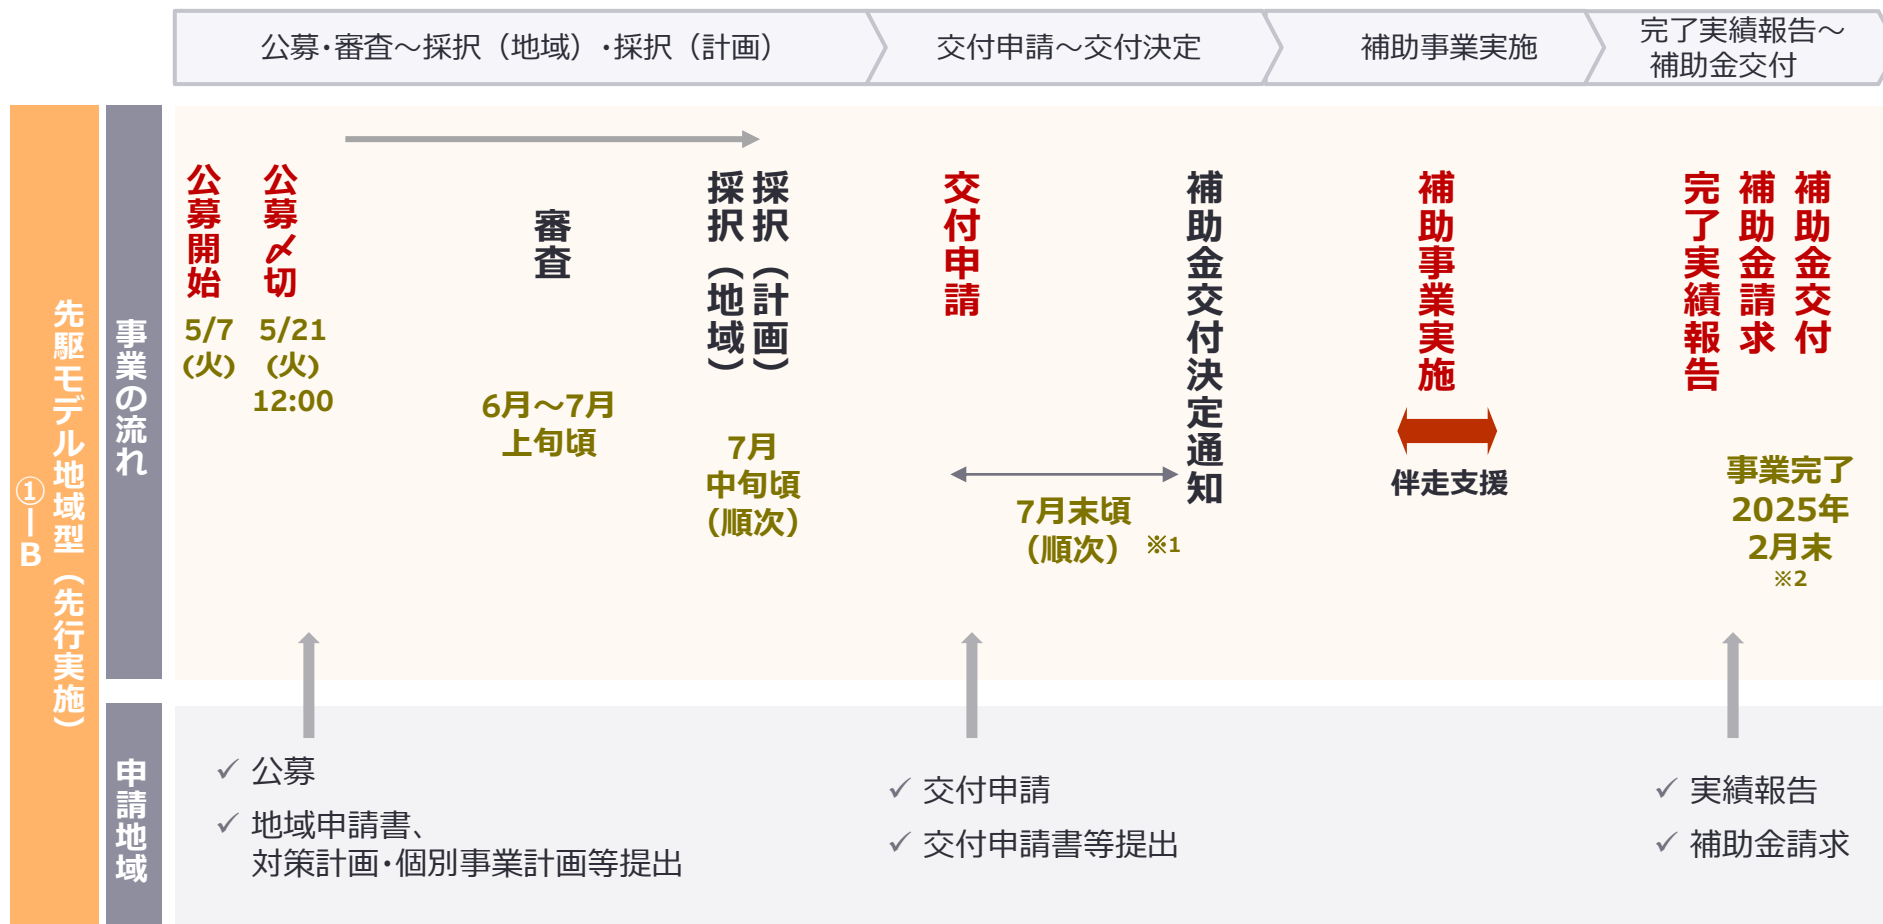 公募・審査～採択（地域）・採択（計画）
交付申請～交付決定
補助事業実施
完了実績報告～
補助金交付
①ーB
先駆モデル地域型（先行実施）
事業の流れ
公募開始
5/7
(火)
公募〆切
5/21
(火)
12:00
審査
6月～7月
上旬頃
採択（地域）
採択（計画）
7月
中旬頃
（順次）
交付申請
7月末頃
（順次） ※1
補助金交付決定通知
補助事業実施
伴走支援
完了実績報告
補助金請求
補助金交付
事業完了
2025年
2月末
※2
申請地域
✓ 公募
✓ 地域申請書、
対策計画・個別事業計画等提出
✓ 交付申請
✓ 交付申請書等提出
✓ 実績報告
✓ 補助金請求